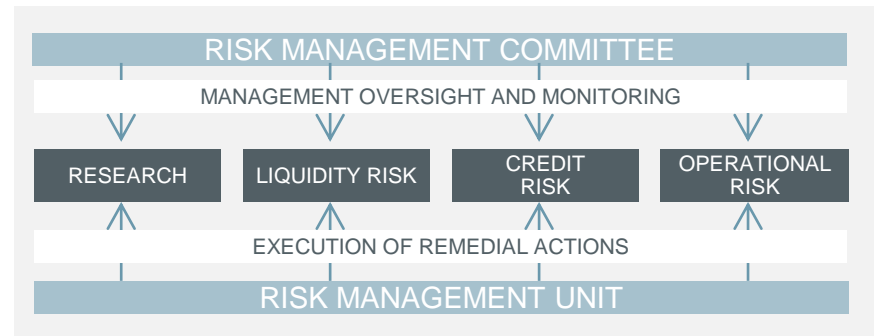 RISK MANAGEMENT COMMITTEE
MANAGEMENT OVERSIGHT AND MONITORING
RESEARCH
LIQUIDITY RISK
CREDIT
RISK
OPERATIONAL
RISK
EXECUTION OF REMEDIAL ACTIONS
RISK MANAGEMENT UNIT